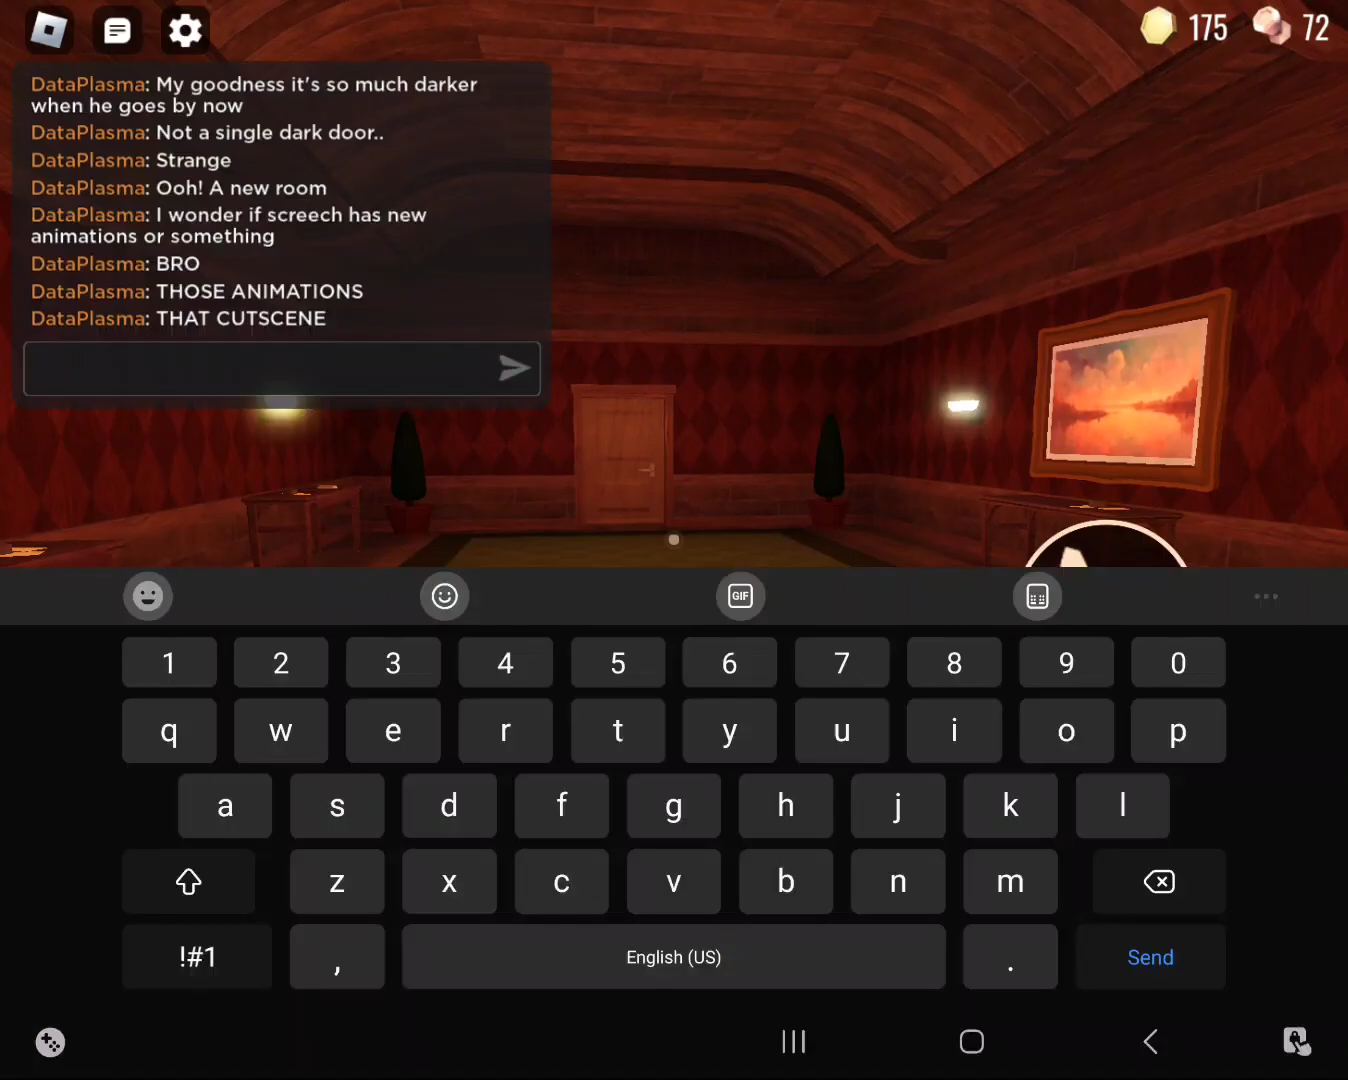 175 72
DataPlasma: My goodness it's so much darker
when he goes by now
DataPlasma: Not a single dark door..
DataPlasma: Strange
DataPlasma: Ooh! A new room
DataPlasma: I wonder if screech has new
animations or something
DataPlasma: BRO
DataPlasma: THOSE ANIMATIONS
DataPlasma: THAT CUTSCENE
GIF
1 2 3 4 5 6 7 8 9 0
q w e r t y u i o p
a s d f g h j k l
z x c v b n m
!#1 , English (US) . Send